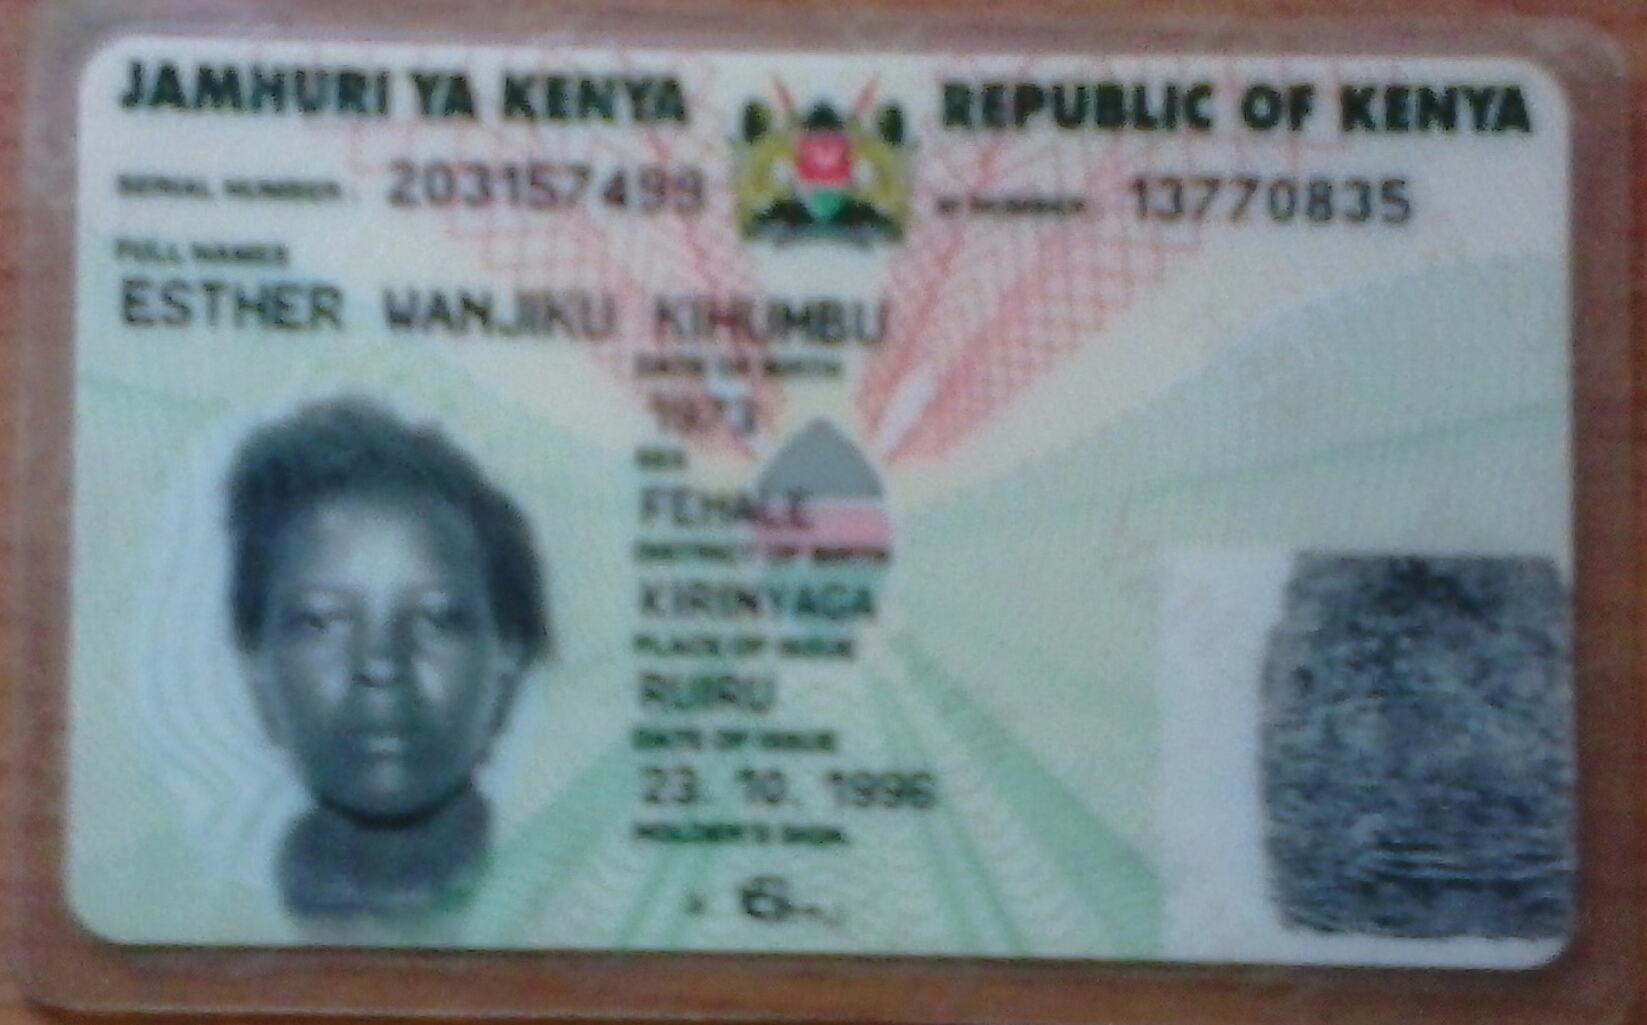 JAMHURI YA KENYA REPUBLIC OF KENYA
SERIAL NUMBER: 203157499 ID NUMBER: 13770835
FULL NAMES
ESTHER WANJIKU KIHUMBU
DATE OF BIRTH
1973
SEX
FEMALE
DISTRICT OF BIRTH
KIRINYAGA
PLACE OF ISSUE
RUIRU
DATE OF ISSUE
23. 10. 1996
HOLDER'S SIGN.